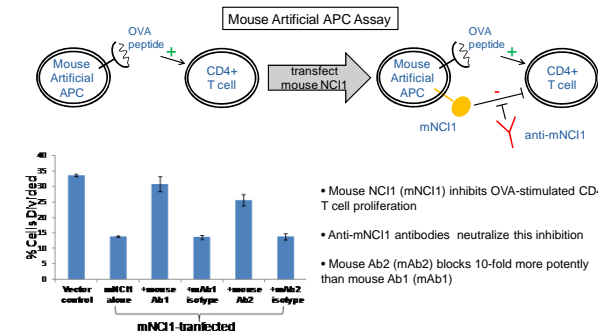 Mouse Artificial APC Assay
OVA
peptide
+
Mouse
Artificial
APC
CD4+
T cell
transfect
mouse NCI1
OVA
peptide
+
Mouse
Artificial
APC
CD4+
T cell
-
mNCI1
anti-mNCI1
% Cells Divided
40
35
30
25
20
15
10
5
0
Vector
control
mNCI1
alone
+mouse
Ab1
+mAb1
isotype
+mouse
Ab2
+mAb2
isotype
mNCI1-tranfected
• Mouse NCI1 (mNCI1) inhibits OVA-stimulated CD4
T cell proliferation
• Anti-mNCI1 antibodies neutralize this inhibition
• Mouse Ab2 (mAb2) blocks 10-fold more potently
than mouse Ab1 (mAb1)